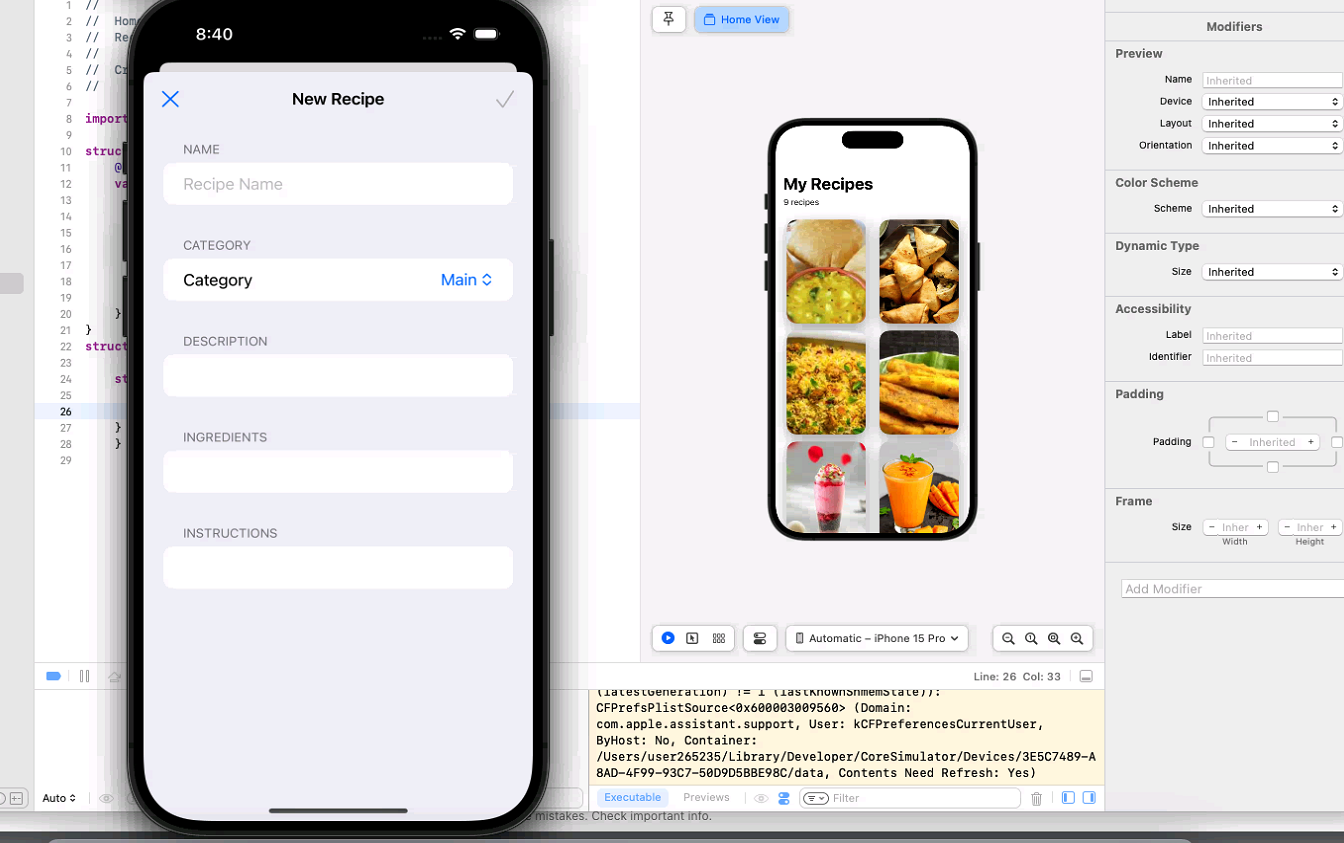 1 //
2 // Hom
3 // Re
4 //
5 // Cr
6 //
7
8 import
9
10 struc
11 @
12 va
13
14
15
16
17
18
19
20 }
21 }
22 struct
23
24 st
25
26
27 }
28 }
29
8:40
New Recipe
NAME
Recipe Name
CATEGORY
Category Main
DESCRIPTION
INGREDIENTS
INSTRUCTIONS
Home View
My Recipes
9 recipes
Automatic – iPhone 15 Pro
Line: 26 Col: 33
(latestGeneration) != 1 (lastKnownShmemState)):
CFPrefsPlistSource<0x600003009560> (Domain:
com.apple.assistant.support, User: kCFPreferencesCurrentUser,
ByHost: No, Container:
/Users/user265235/Library/Developer/CoreSimulator/Devices/3E5C7489-A
8AD-4F99-93C7-50D9D5BBE98C/data, Contents Need Refresh: Yes)
Auto
Executable Previews Filter
mistakes. Check important info.
Modifiers
Preview
Name Inherited
Device Inherited
Layout Inherited
Orientation Inherited
Color Scheme
Scheme Inherited
Dynamic Type
Size Inherited
Accessibility
Label Inherited
Identifier Inherited
Padding
Padding − Inherited +
Frame
Size − Inher + − Inher +
Width Height
Add Modifier